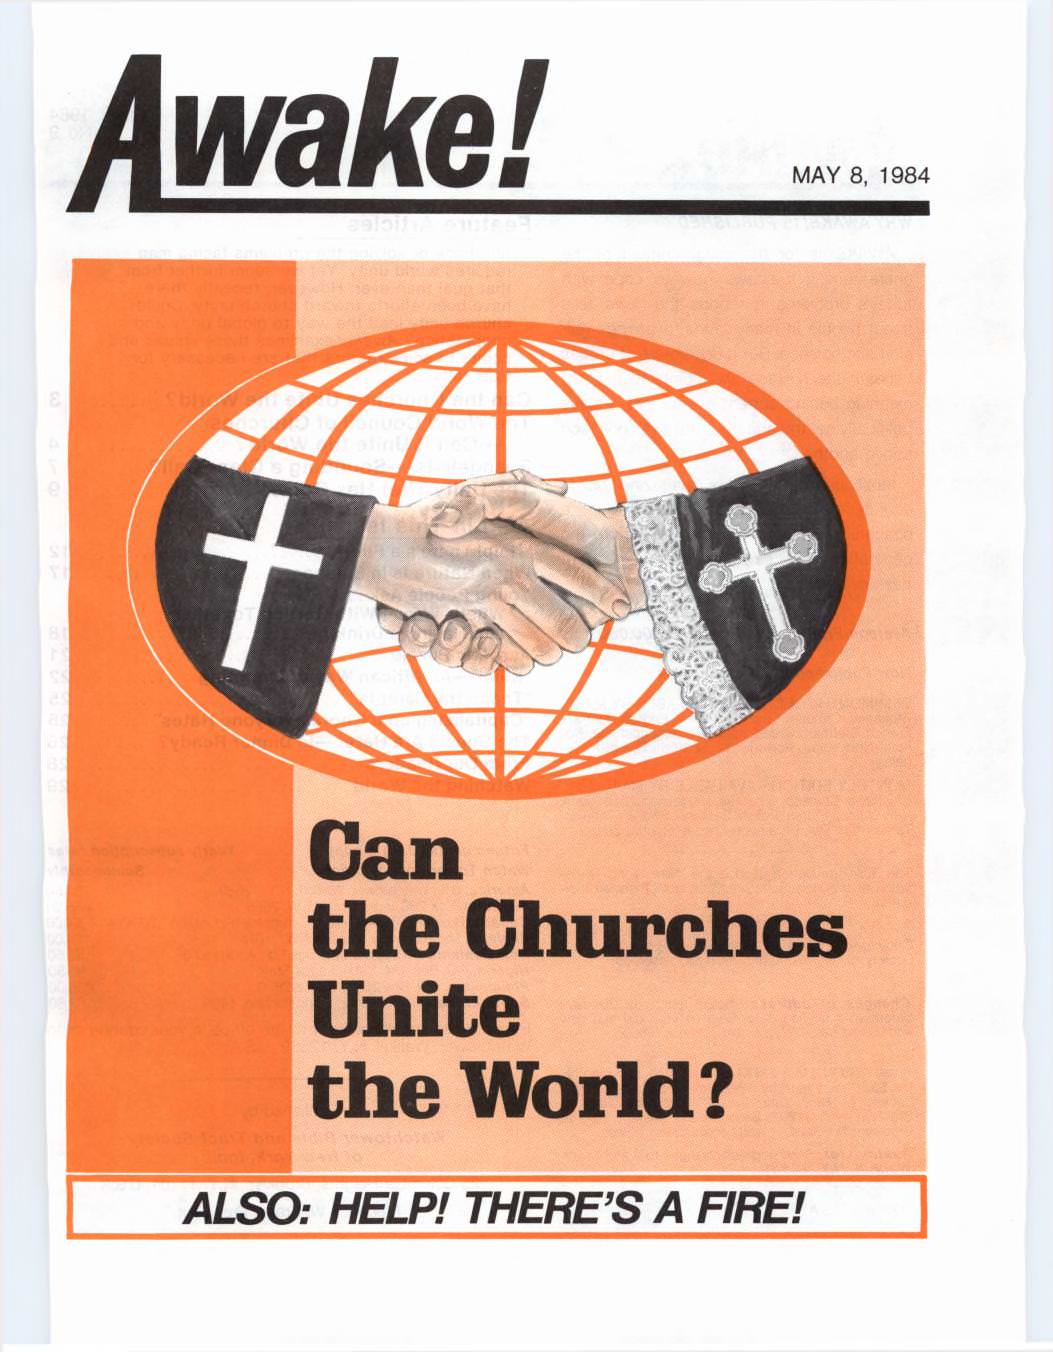 Awake!
MAY 8, 1984
Can
the Churches
Unite
the World?
ALSO: HELP! THERE'S A FIRE!